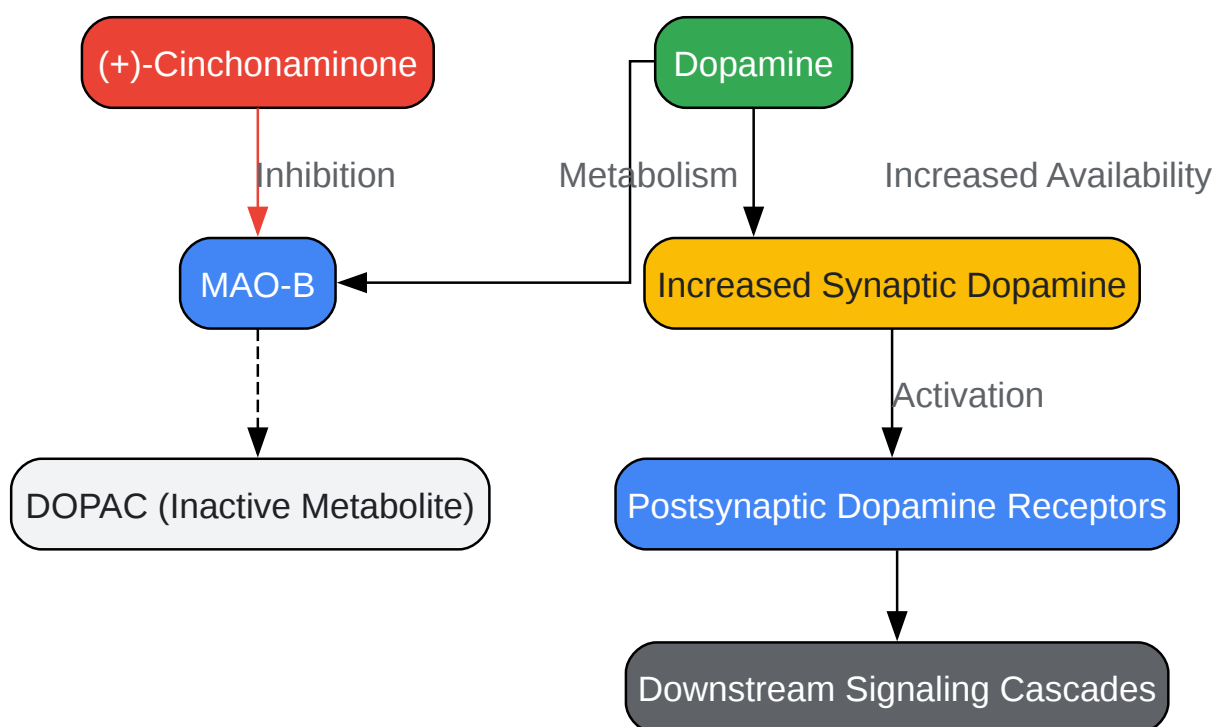 (+)-Cinchonaminone
Dopamine
Inhibition
Metabolism
Increased Availability
MAO-B
Increased Synaptic Dopamine
Activation
DOPAC (Inactive Metabolite)
Postsynaptic Dopamine Receptors
Downstream Signaling Cascades